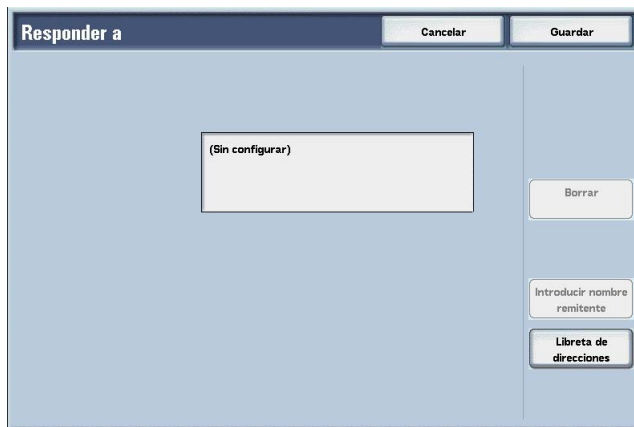 Responder a
Cancelar
Guardar
(Sin configurar)
Borrar
Introducir nombre
remitente
Libreta de
direcciones